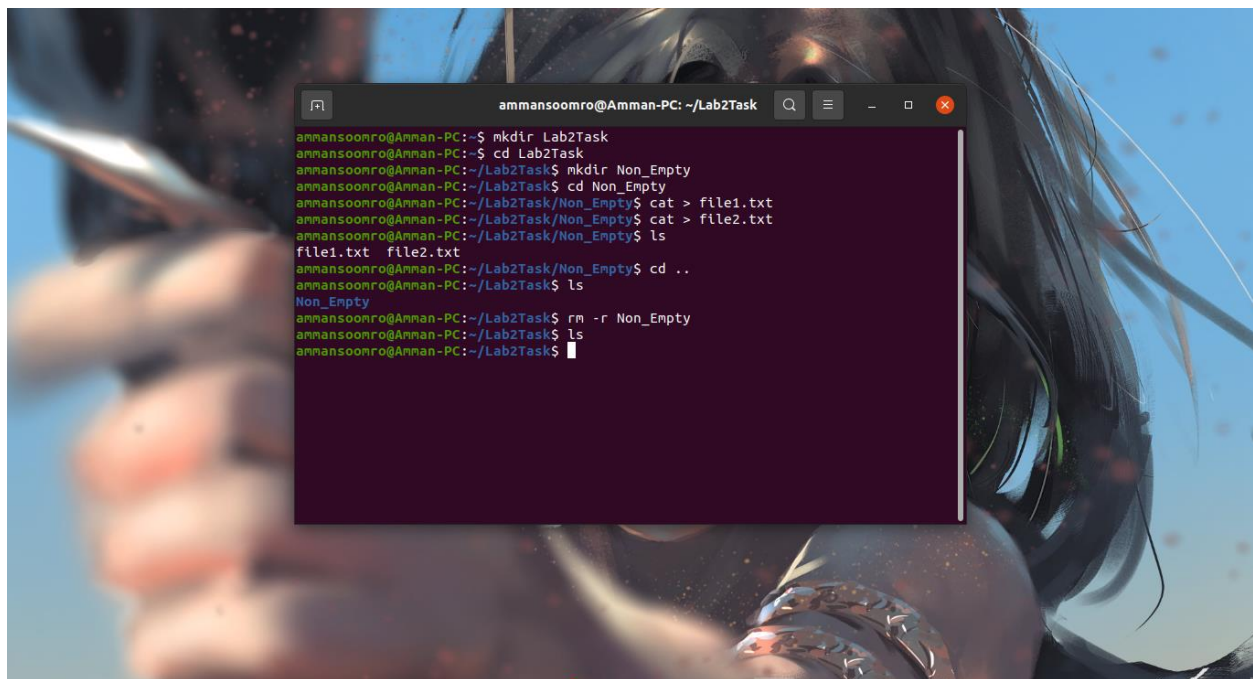 ammansoomro@Amman-PC: ~/Lab2Task
ammansoomro@Amman-PC:~$ mkdir Lab2Task
ammansoomro@Amman-PC:~$ cd Lab2Task
ammansoomro@Amman-PC:~/Lab2Task$ mkdir Non_Empty
ammansoomro@Amman-PC:~/Lab2Task$ cd Non_Empty
ammansoomro@Amman-PC:~/Lab2Task/Non_Empty$ cat > file1.txt
ammansoomro@Amman-PC:~/Lab2Task/Non_Empty$ cat > file2.txt
ammansoomro@Amman-PC:~/Lab2Task/Non_Empty$ ls
file1.txt  file2.txt
ammansoomro@Amman-PC:~/Lab2Task/Non_Empty$ cd ..
ammansoomro@Amman-PC:~/Lab2Task$ ls
Non_Empty
ammansoomro@Amman-PC:~/Lab2Task$ rm -r Non_Empty
ammansoomro@Amman-PC:~/Lab2Task$ ls
ammansoomro@Amman-PC:~/Lab2Task$